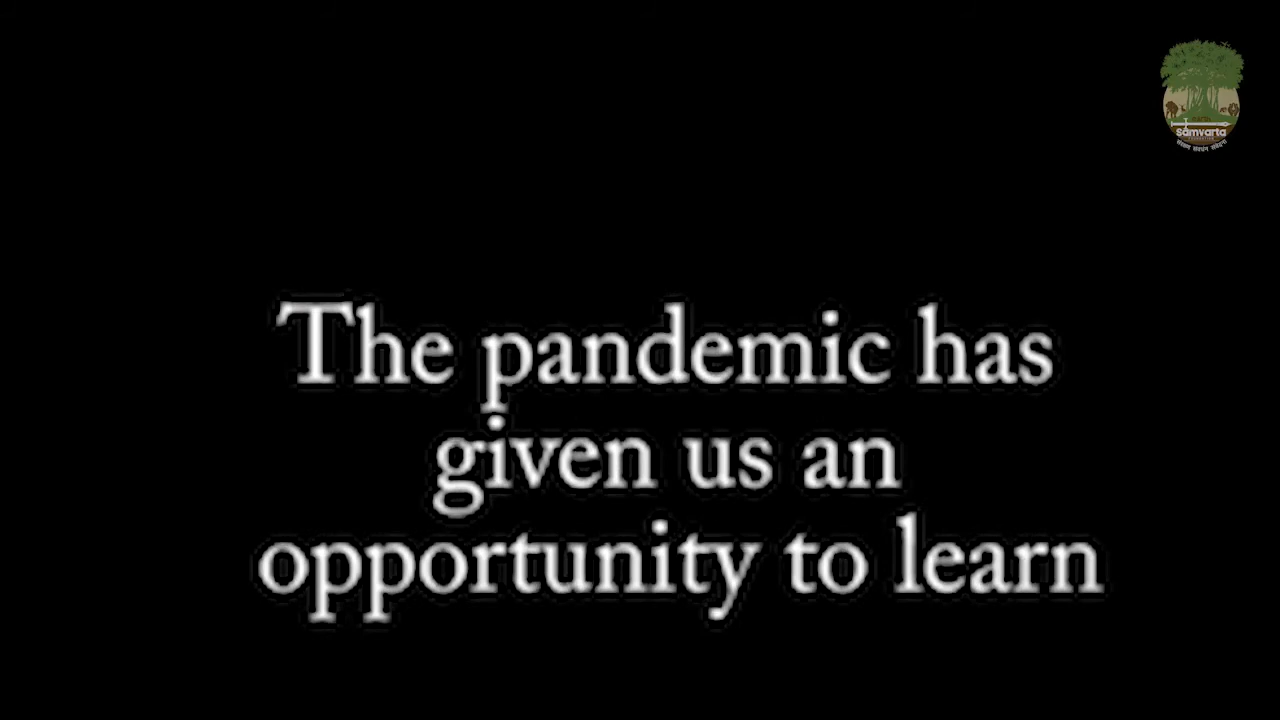 samvarta
The pandemic has
given us an
opportunity to learn